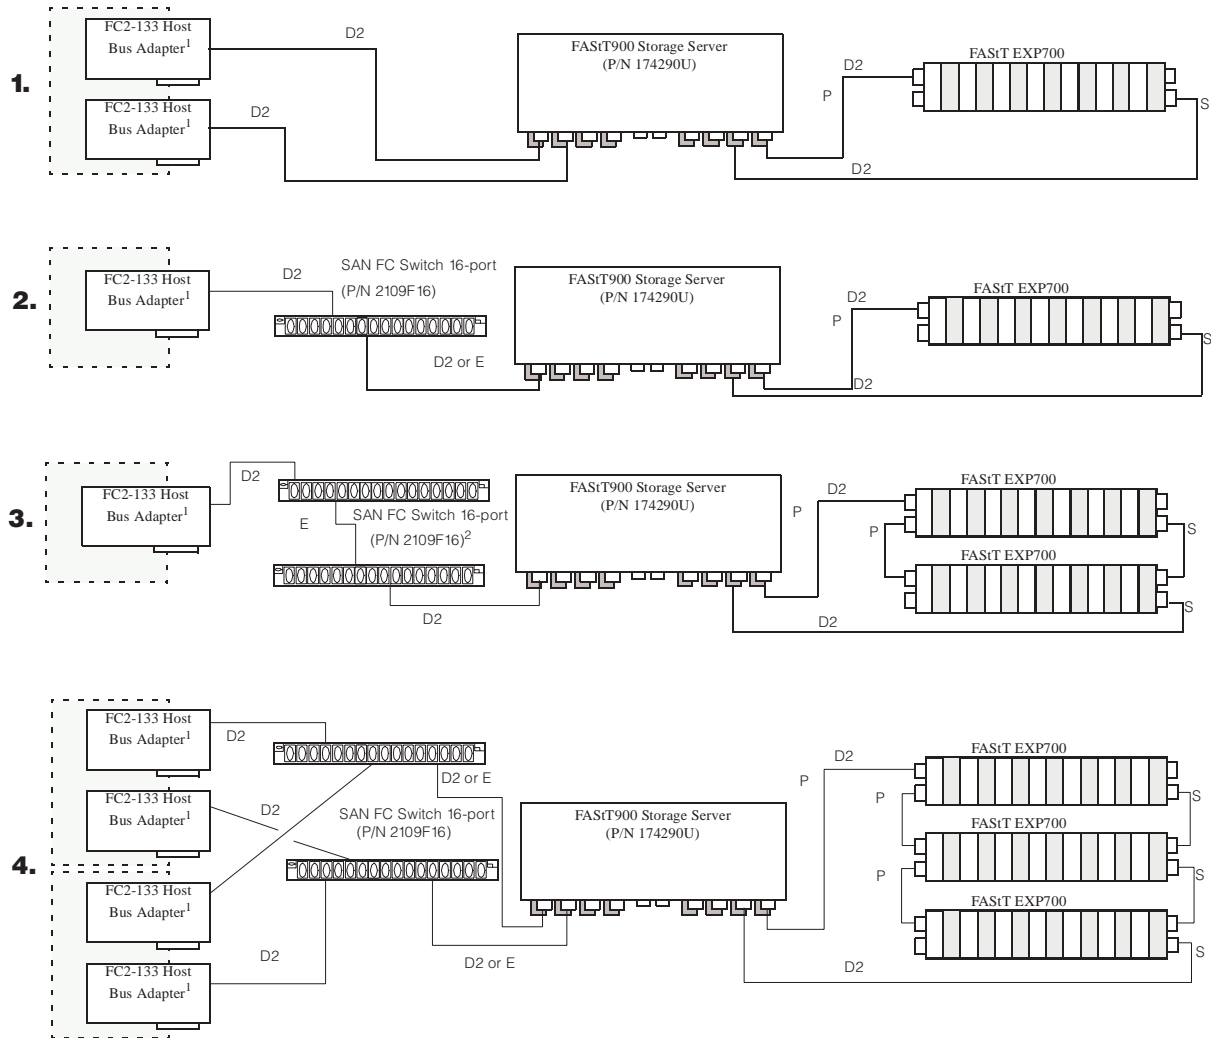 1.
FC2-133 Host
Bus Adapter1
FC2-133 Host
Bus Adapter1
D2
D2
FAStT900 Storage Server
(P/N 174290U)
D2
P
D2
FAStT EXP700
S
2.
FC2-133 Host
Bus Adapter1
D2
SAN FC Switch 16-port
(P/N 2109F16)
D2 or E
FAStT900 Storage Server
(P/N 174290U)
D2
P
D2
FAStT EXP700
S
3.
FC2-133 Host
Bus Adapter1
D2
E
SAN FC Switch 16-port
(P/N 2109F16)2
D2
FAStT900 Storage Server
(P/N 174290U)
D2
P
D2
FAStT EXP700
P
S
FAStT EXP700
S
4.
FC2-133 Host
Bus Adapter1
FC2-133 Host
Bus Adapter1
FC2-133 Host
Bus Adapter1
FC2-133 Host
Bus Adapter1
D2
D2
D2
D2 or E
SAN FC Switch 16-port
(P/N 2109F16)
D2 or E
FAStT900 Storage Server
(P/N 174290U)
D2
P
D2
FAStT EXP700
P
S
FAStT EXP700
P
S
FAStT EXP700
S